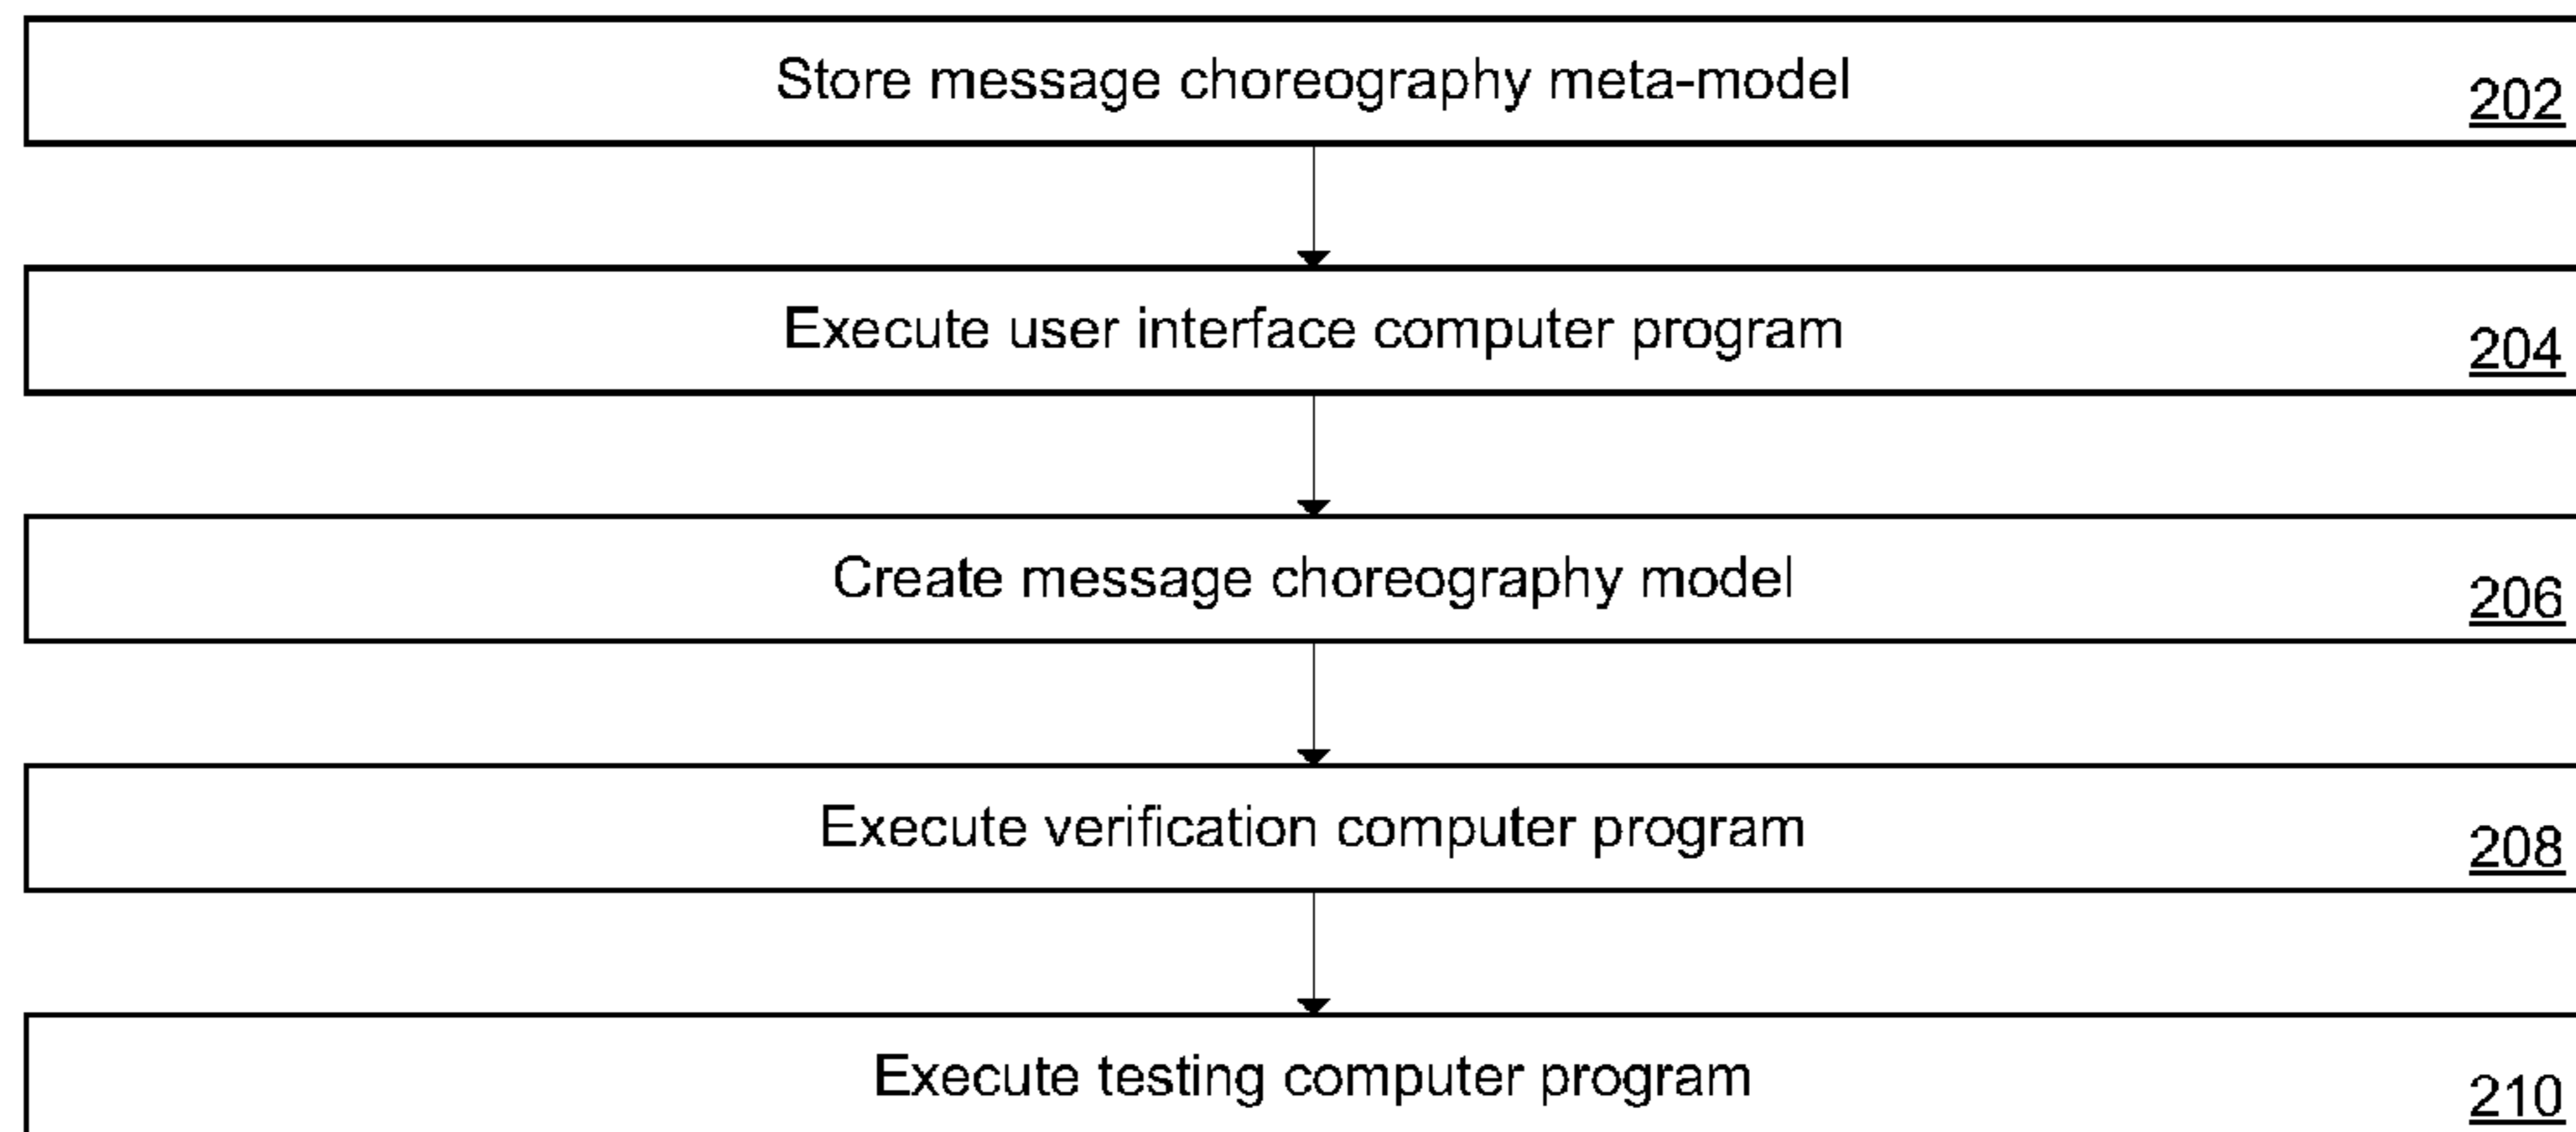 Store message choreography meta-model
202
Execute user interface computer program
204
Create message choreography model
206
Execute verification computer program
208
Execute testing computer program
210